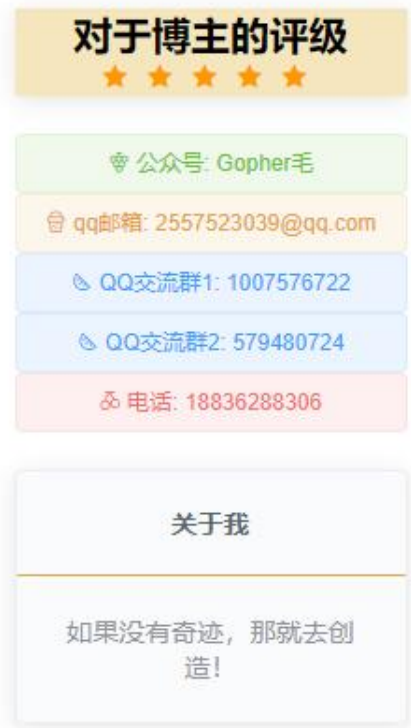 对于博主的评级
公众号: Gopher毛
qq邮箱: 2557523039@qq.com
QQ交流群1: 1007576722
QQ交流群2: 579480724
电话: 18836288306
关于我
如果没有奇迹，那就去创
造！